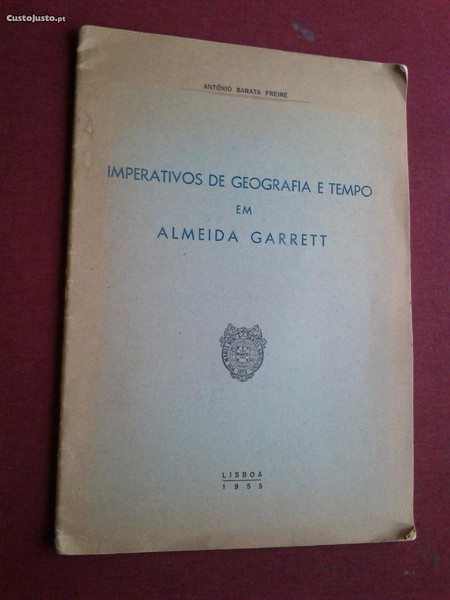 CustoJusto.pt
ANTÓNIO BARATA FREIRE
IMPERATIVOS DE GEOGRAFIA E TEMPO
EM
ALMEIDA GARRETT
LISBOA
1955